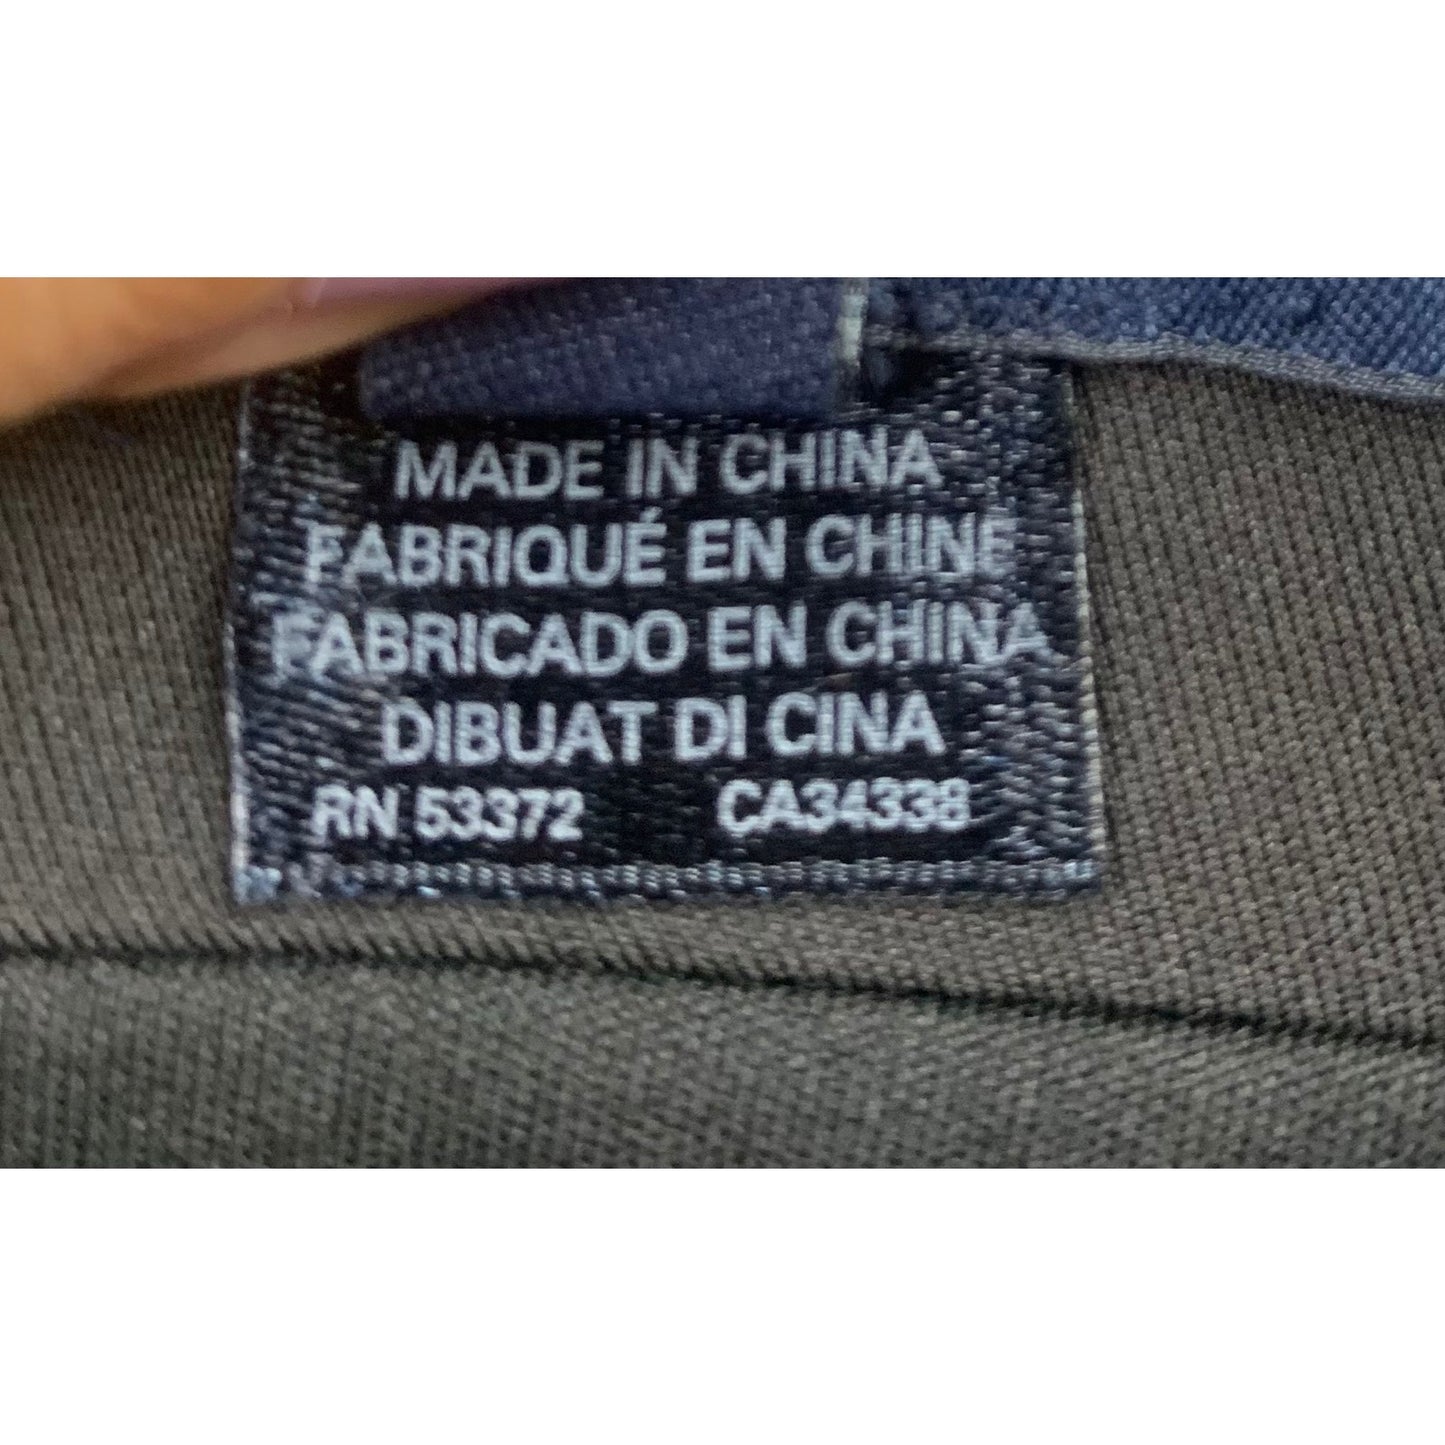 MADE IN CHINA
FABRIQUÉ EN CHINE
FABRICADO EN CHINA
DIBUAT DI CINA
RN 53372 CA34338